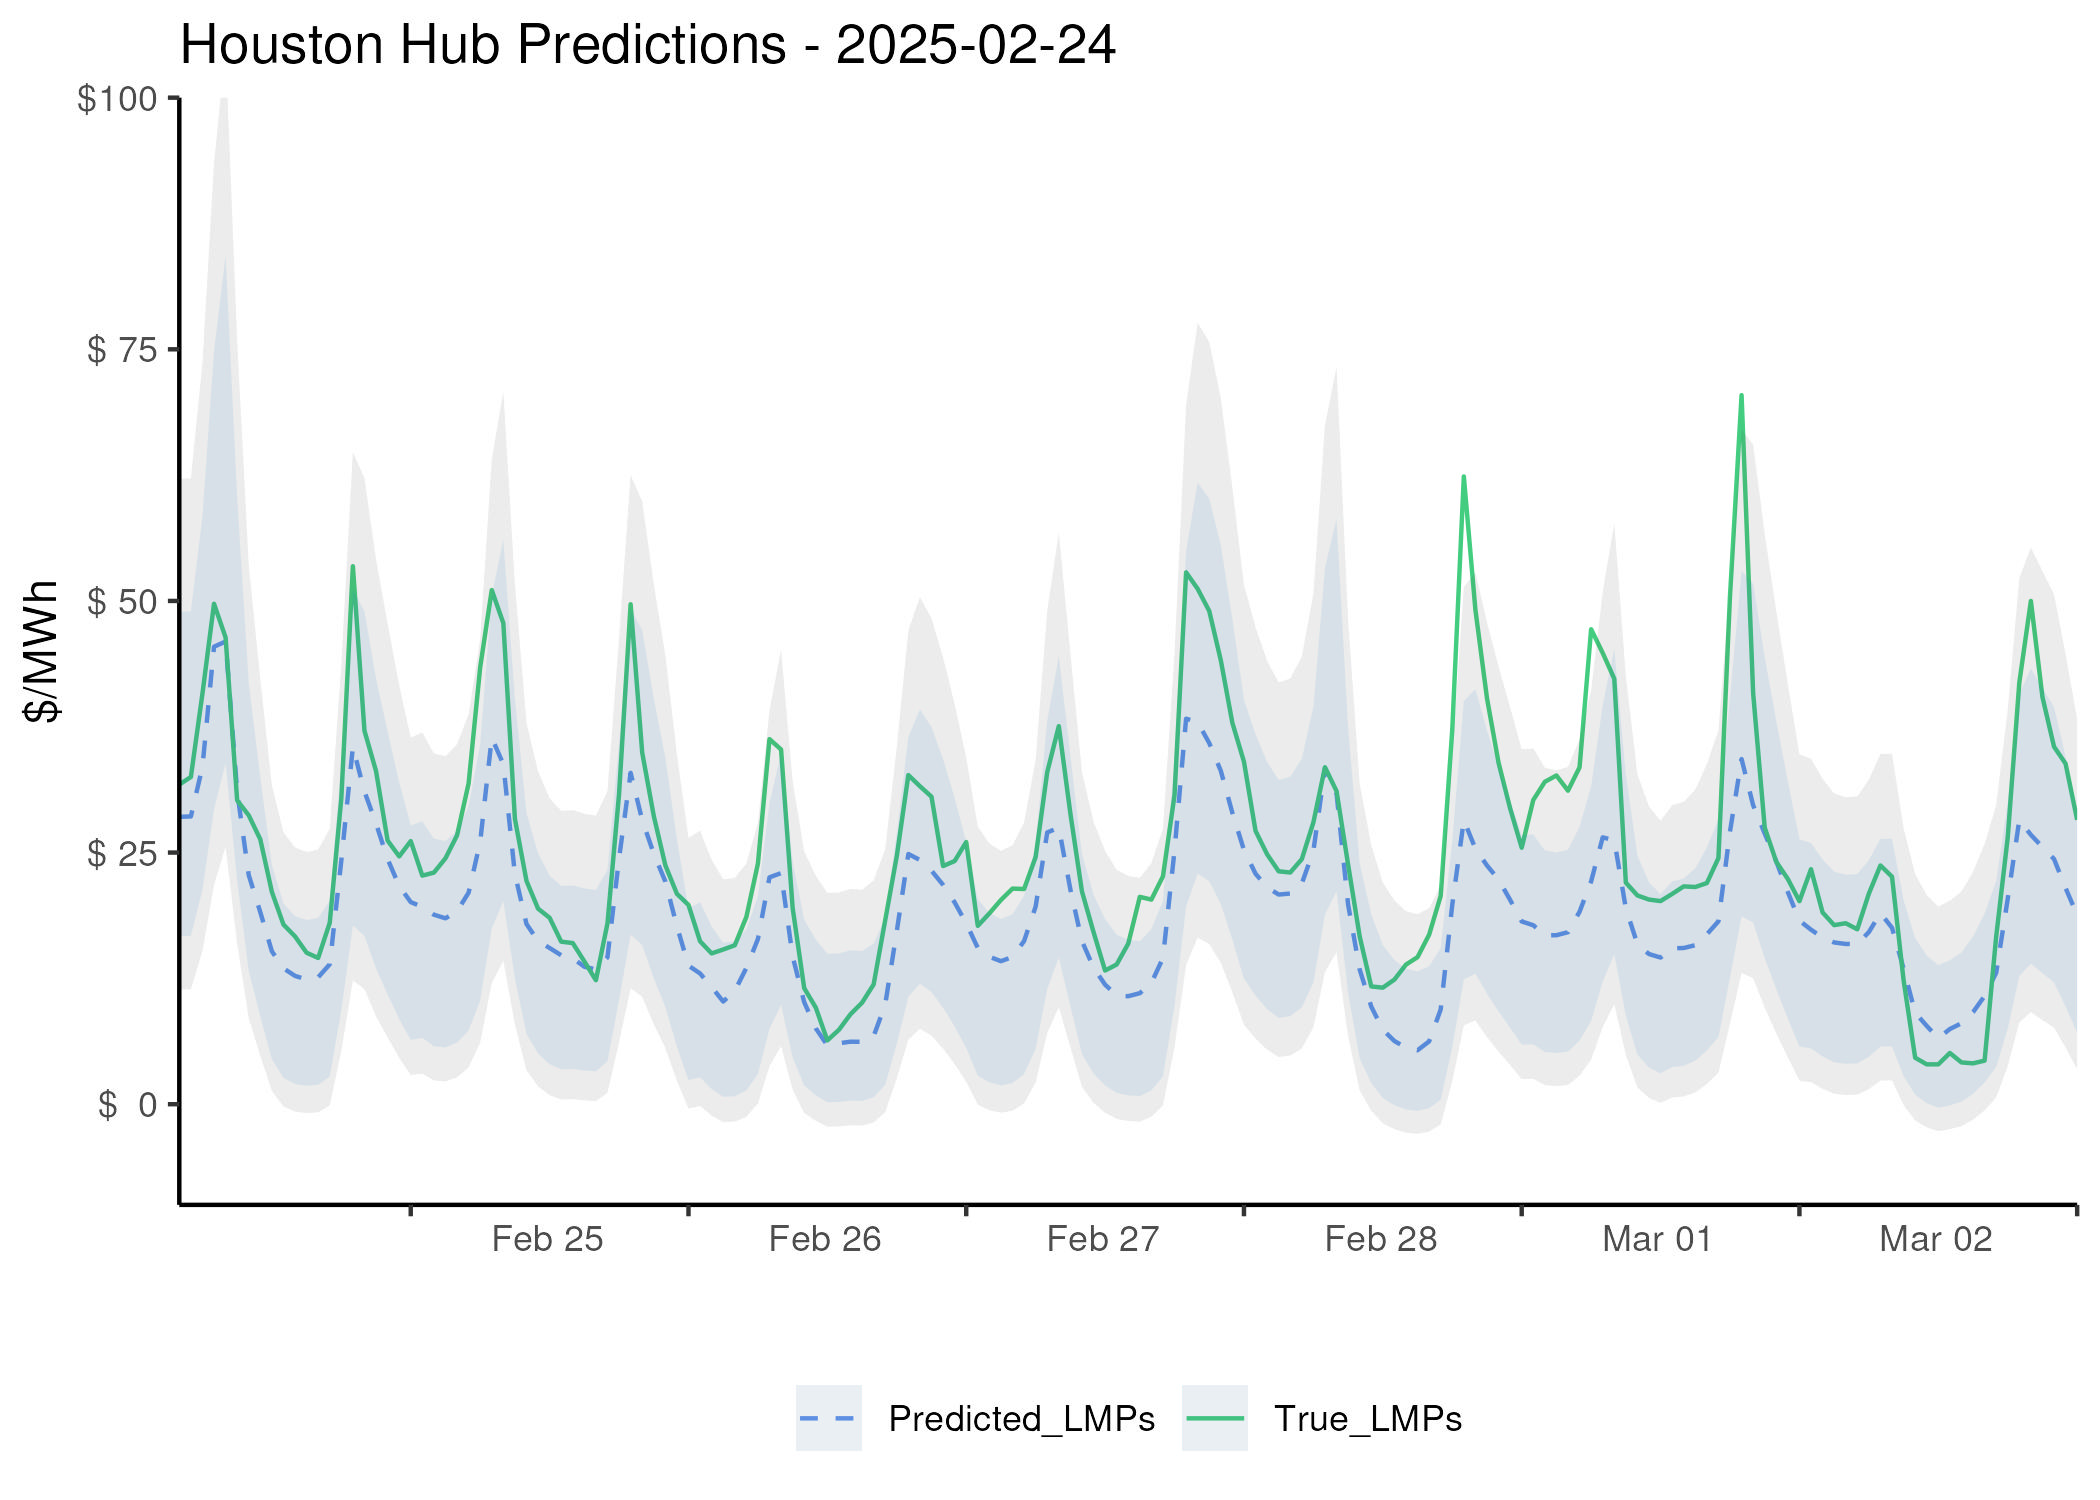 Houston Hub Predictions - 2025-02-24
$100
$ 75
$ 50
$ 25
$ 0
$/MWh
Feb 25 Feb 26 Feb 27 Feb 28 Mar 01 Mar 02
Predicted_LMPs True_LMPs